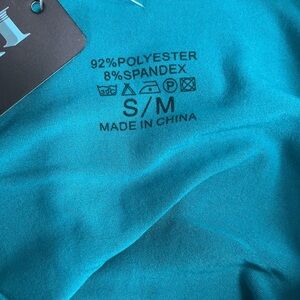 92%POLYESTER
8%SPANDEX
S/M
MADE IN CHINA